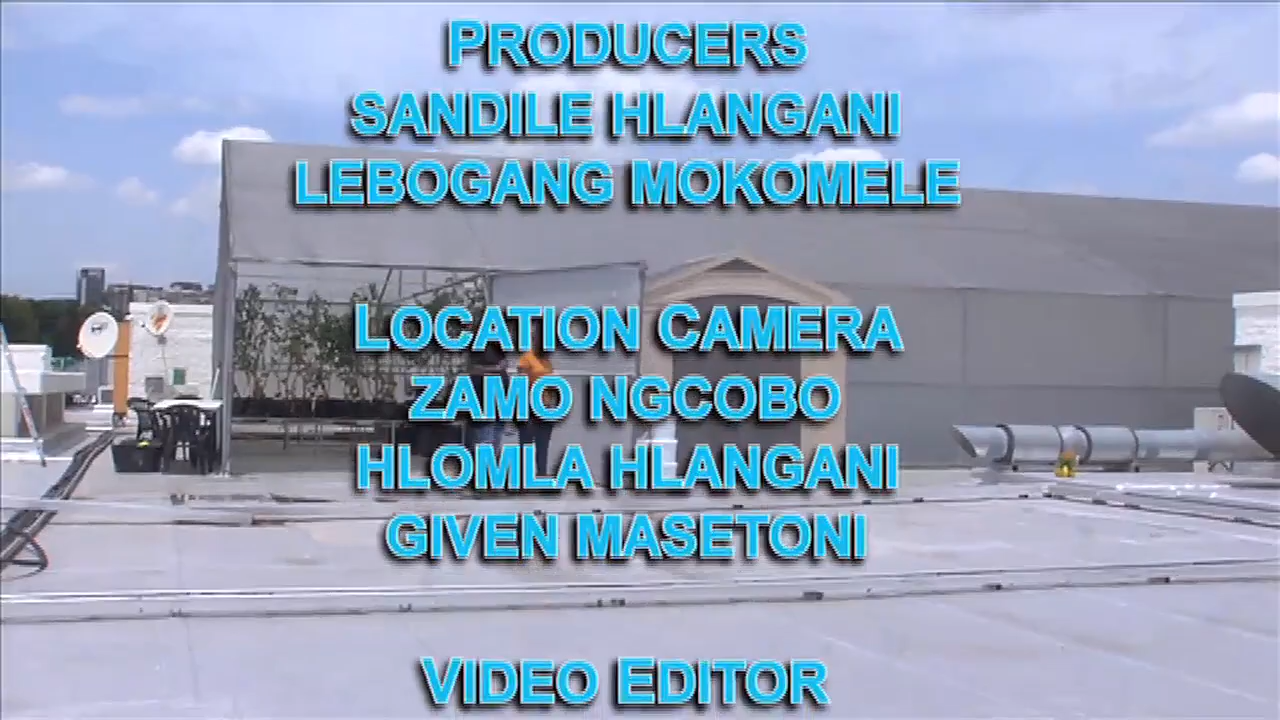 PRODUCERS
SANDILE HLANGANI
LEBOGANG MOKOMELE
LOCATION CAMERA
ZAMO NGCOBO
HLOMLA HLANGANI
GIVEN MASETONI
VIDEO EDITOR